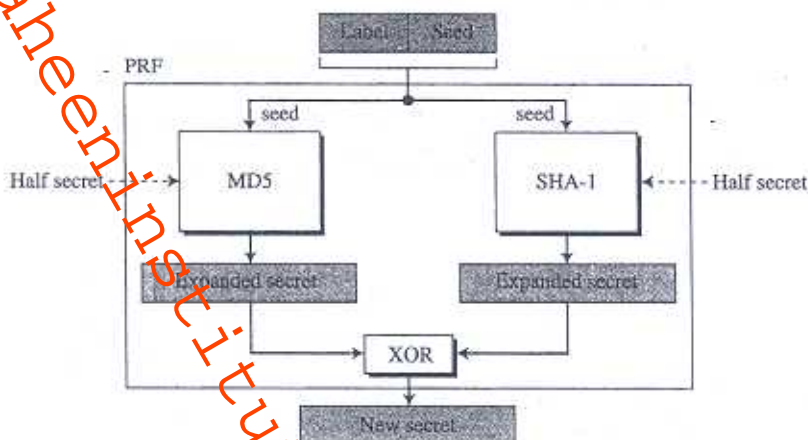 Label Seed
PRF
seed seed
Half secret MD5 SHA-1 Half secret
Expanded secret Expanded secret
XOR
New secret
aheeninstitu